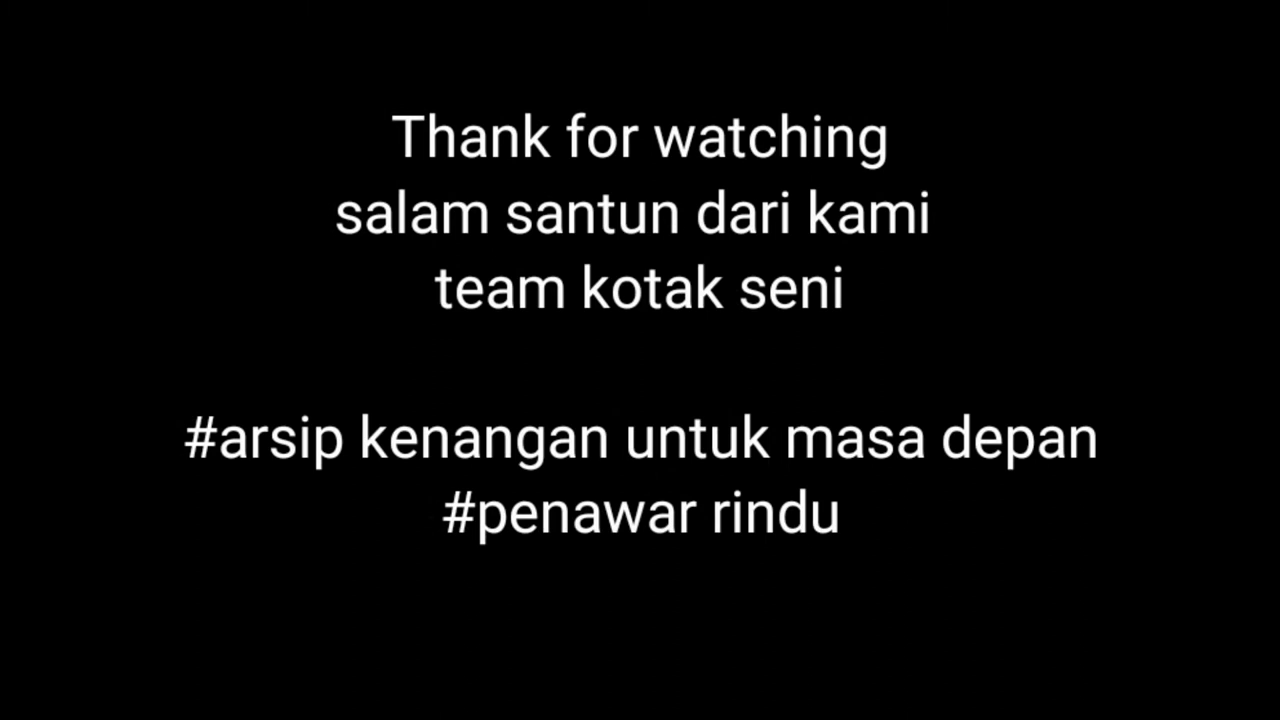 Thank for watching
salam santun dari kami
team kotak seni
#arsip kenangan untuk masa depan
#penawar rindu